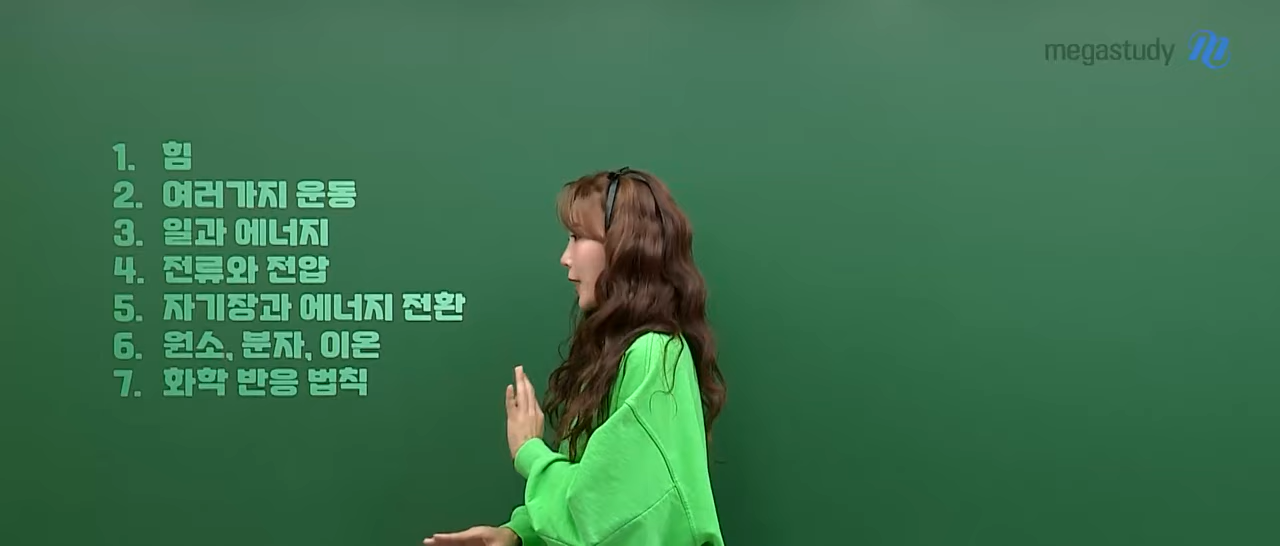 megastudy
1. 힘
2. 여러가지 운동
3. 일과 에너지
4. 전류와 전압
5. 자기장과 에너지 전환
6. 원소, 분자, 이온
7. 화학 반응 법칙